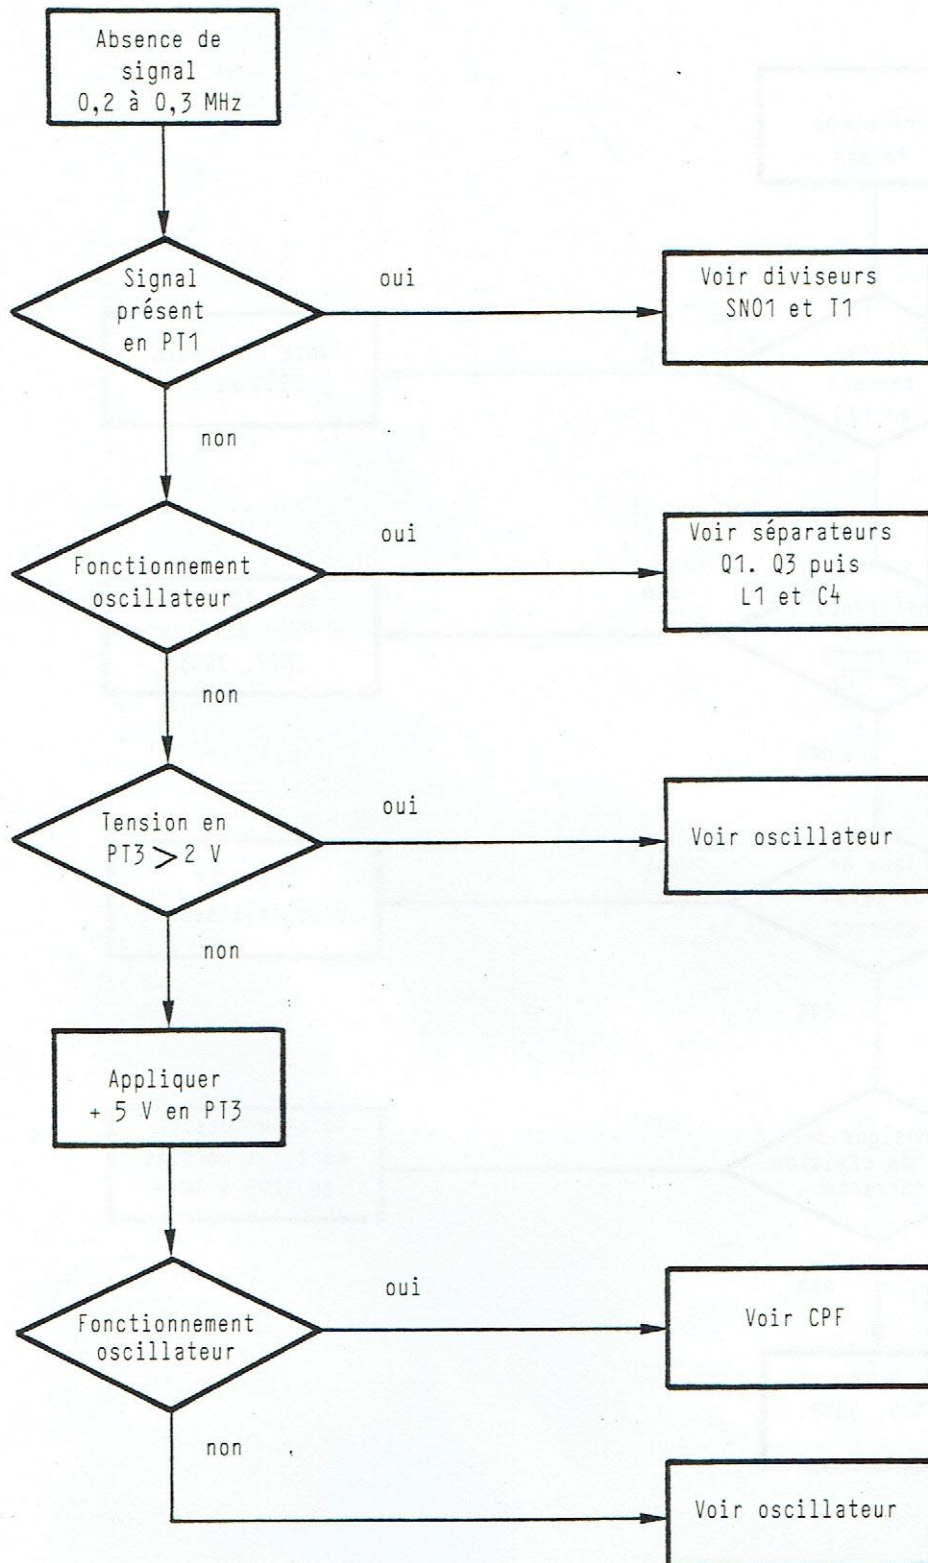 Absence de
signal
0,2 à 0,3 MHz
Signal
présent
en PT1
oui
Voir diviseurs
SN01 et T1
non
Fonctionnement
oscillateur
oui
Voir séparateurs
Q1. Q3 puis
L1 et C4
non
Tension en
PT3 > 2 V
oui
Voir oscillateur
non
Appliquer
+ 5 V en PT3
Fonctionnement
oscillateur
oui
Voir CPF
non
Voir oscillateur